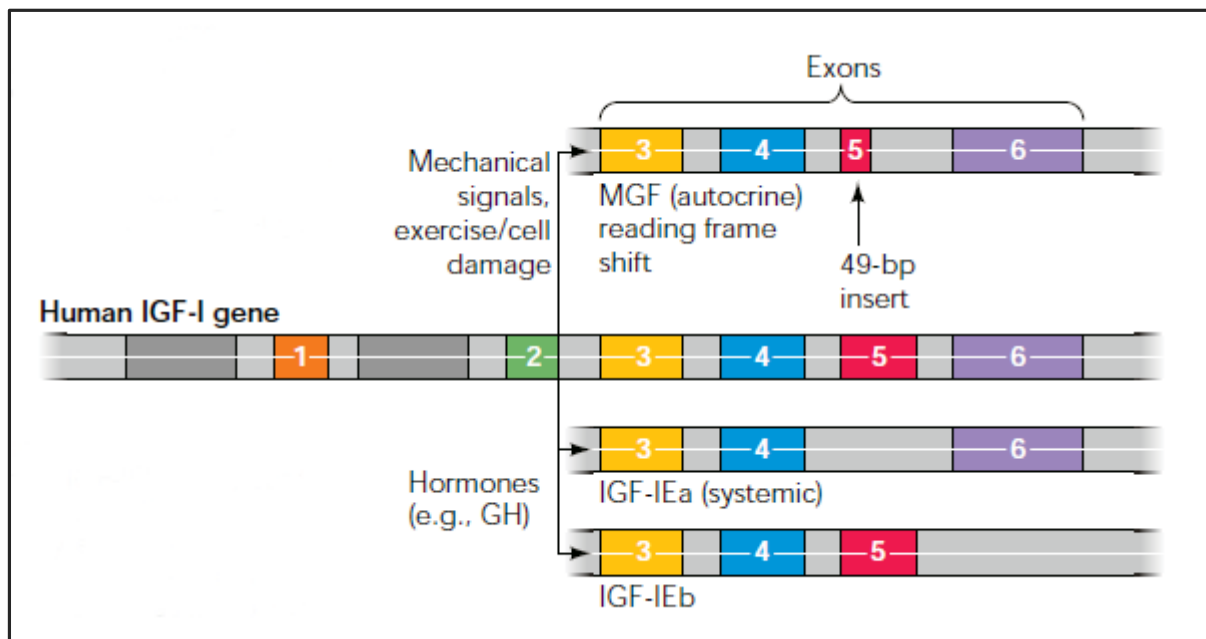 Exons
3 4 5 6
Mechanical
signals,
exercise/cell
damage
MGF (autocrine)
reading frame
shift
49-bp
insert
Human IGF-I gene
1 2 3 4 5 6
3 4 6
Hormones
(e.g., GH)
IGF-IEa (systemic)
3 4 5
IGF-IEb